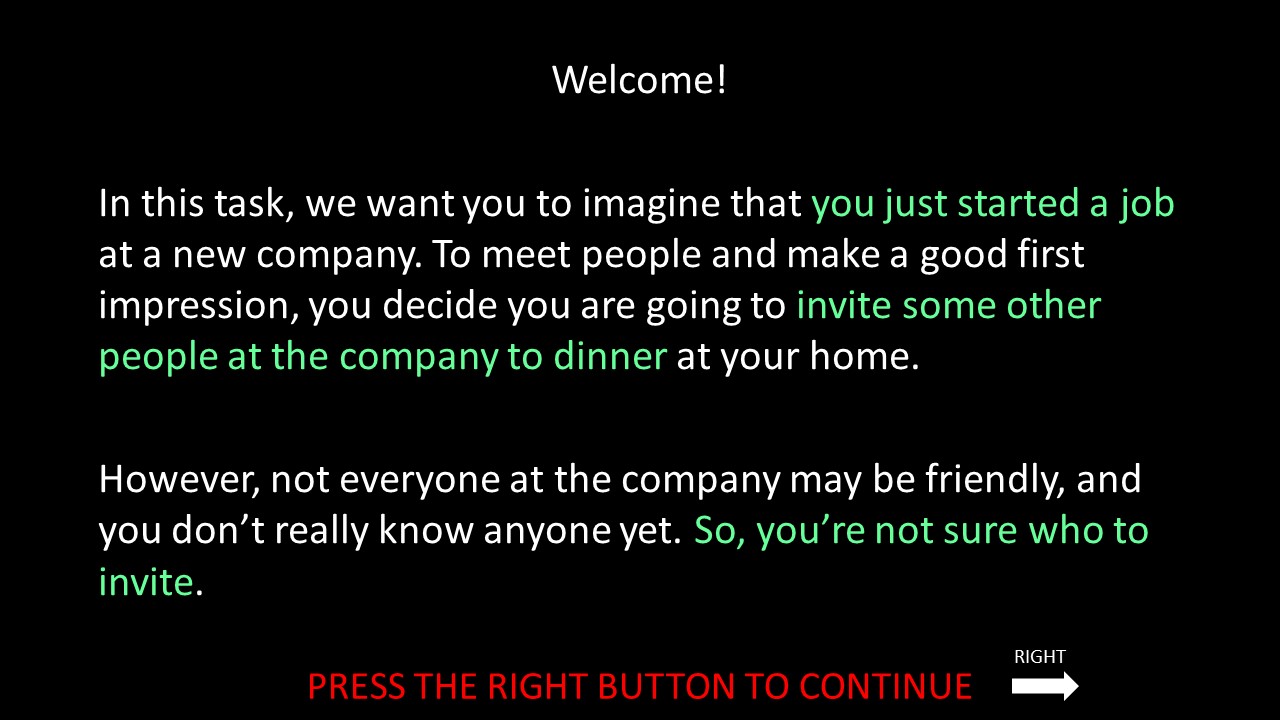 Welcome!
In this task, we want you to imagine that you just started a job
at a new company. To meet people and make a good first
impression, you decide you are going to invite some other
people at the company to dinner at your home.
However, not everyone at the company may be friendly, and
you don’t really know anyone yet. So, you’re not sure who to
invite.
RIGHT
PRESS THE RIGHT BUTTON TO CONTINUE